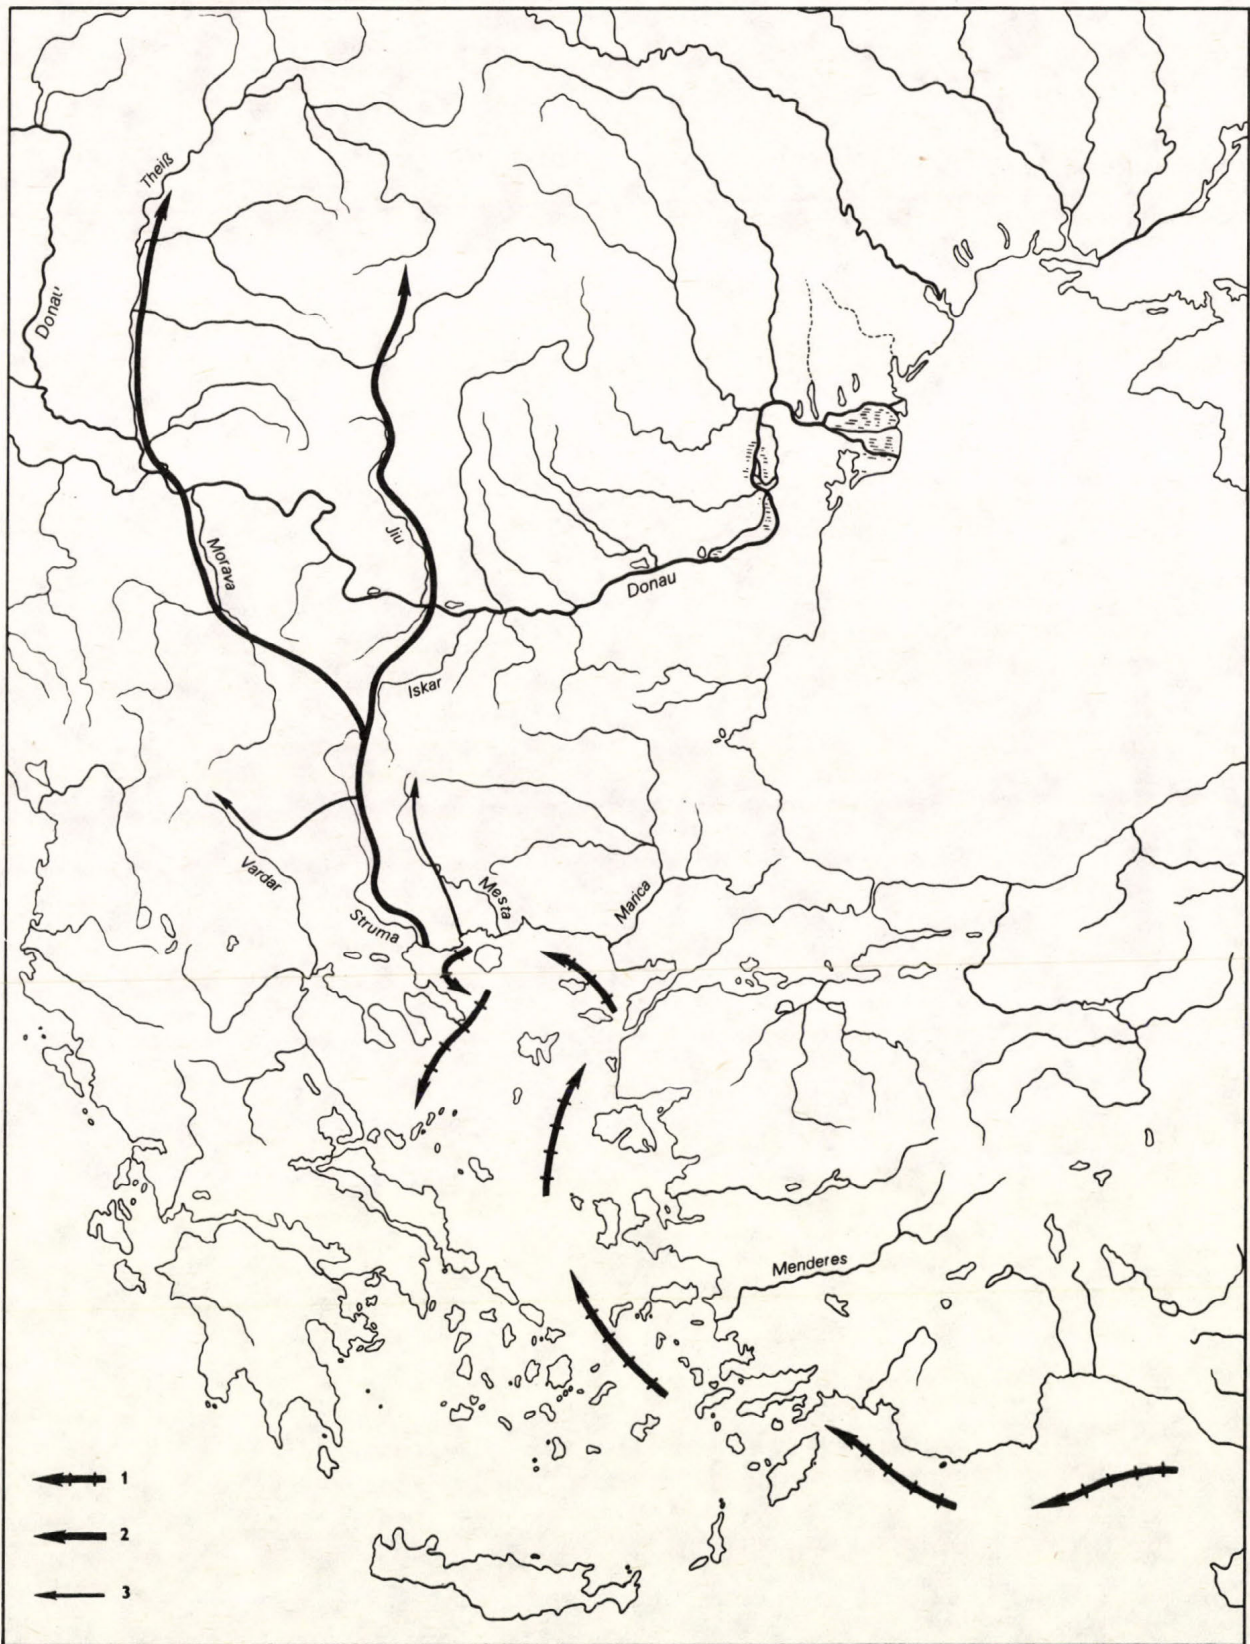 Theiß
Donau
Jiu
Morava
Donau
Iskar
Vardar
Mesta
Marica
Struma
Menderes
1
2
3